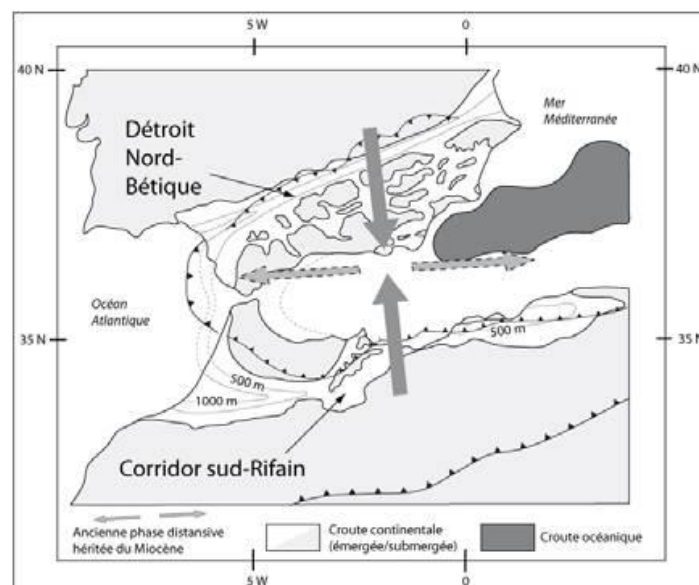 5 W
0
40 N
40 N
Mer
Méditerranée
Détroit
Nord-
Bétique
Océan
Atlantique
35 N
35 N
500 m
500 m
1000 m
Corridor sud-Rifain
Ancienne phase distansive
héritée du Miocène
Croute continentale
(émergée/submergée)
Croute océanique
5 W
0